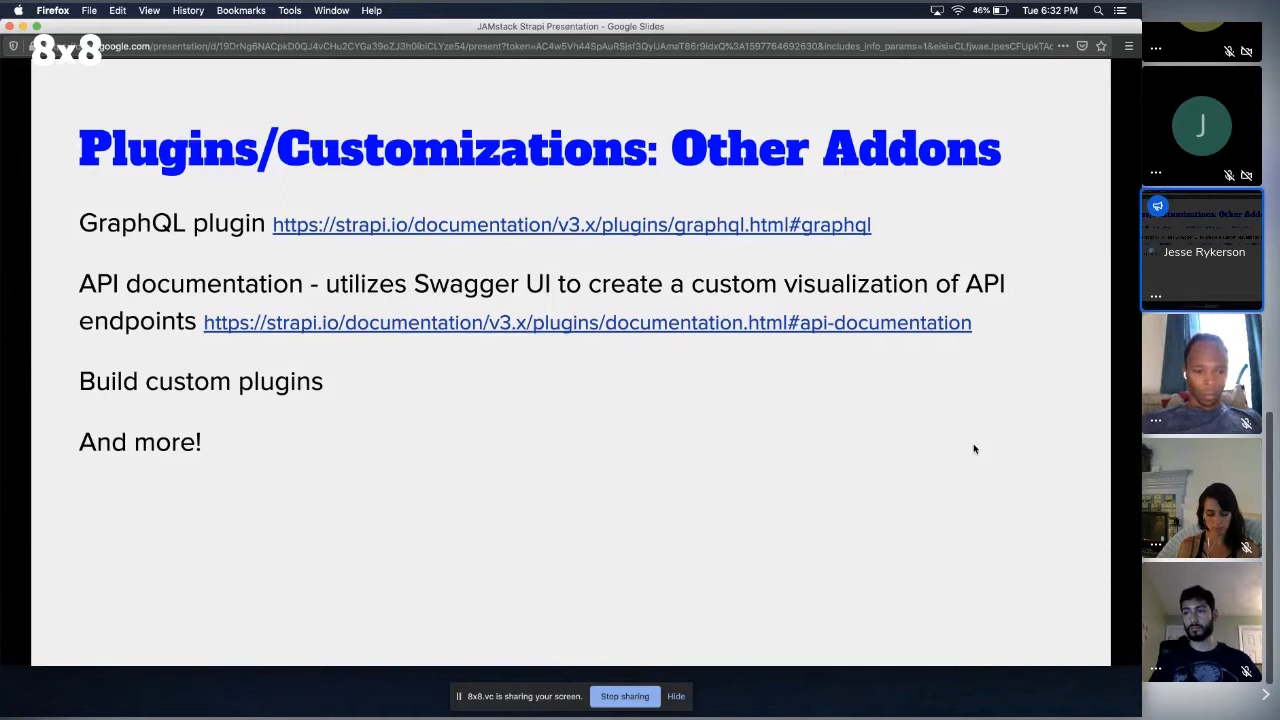 Firefox File Edit View History Bookmarks Tools Window Help 46% Tue 6:32 PM
JAMstack Strapi Presentation - Google Slides
8x8
Plugins/Customizations: Other Addons
GraphQL plugin https://strapi.io/documentation/v3.x/plugins/graphql.html#graphql
API documentation - utilizes Swagger UI to create a custom visualization of API
endpoints https://strapi.io/documentation/v3.x/plugins/documentation.html#api-documentation
Build custom plugins
And more!
J
Jesse Rykerson
8x8.vc is sharing your screen. Stop sharing Hide